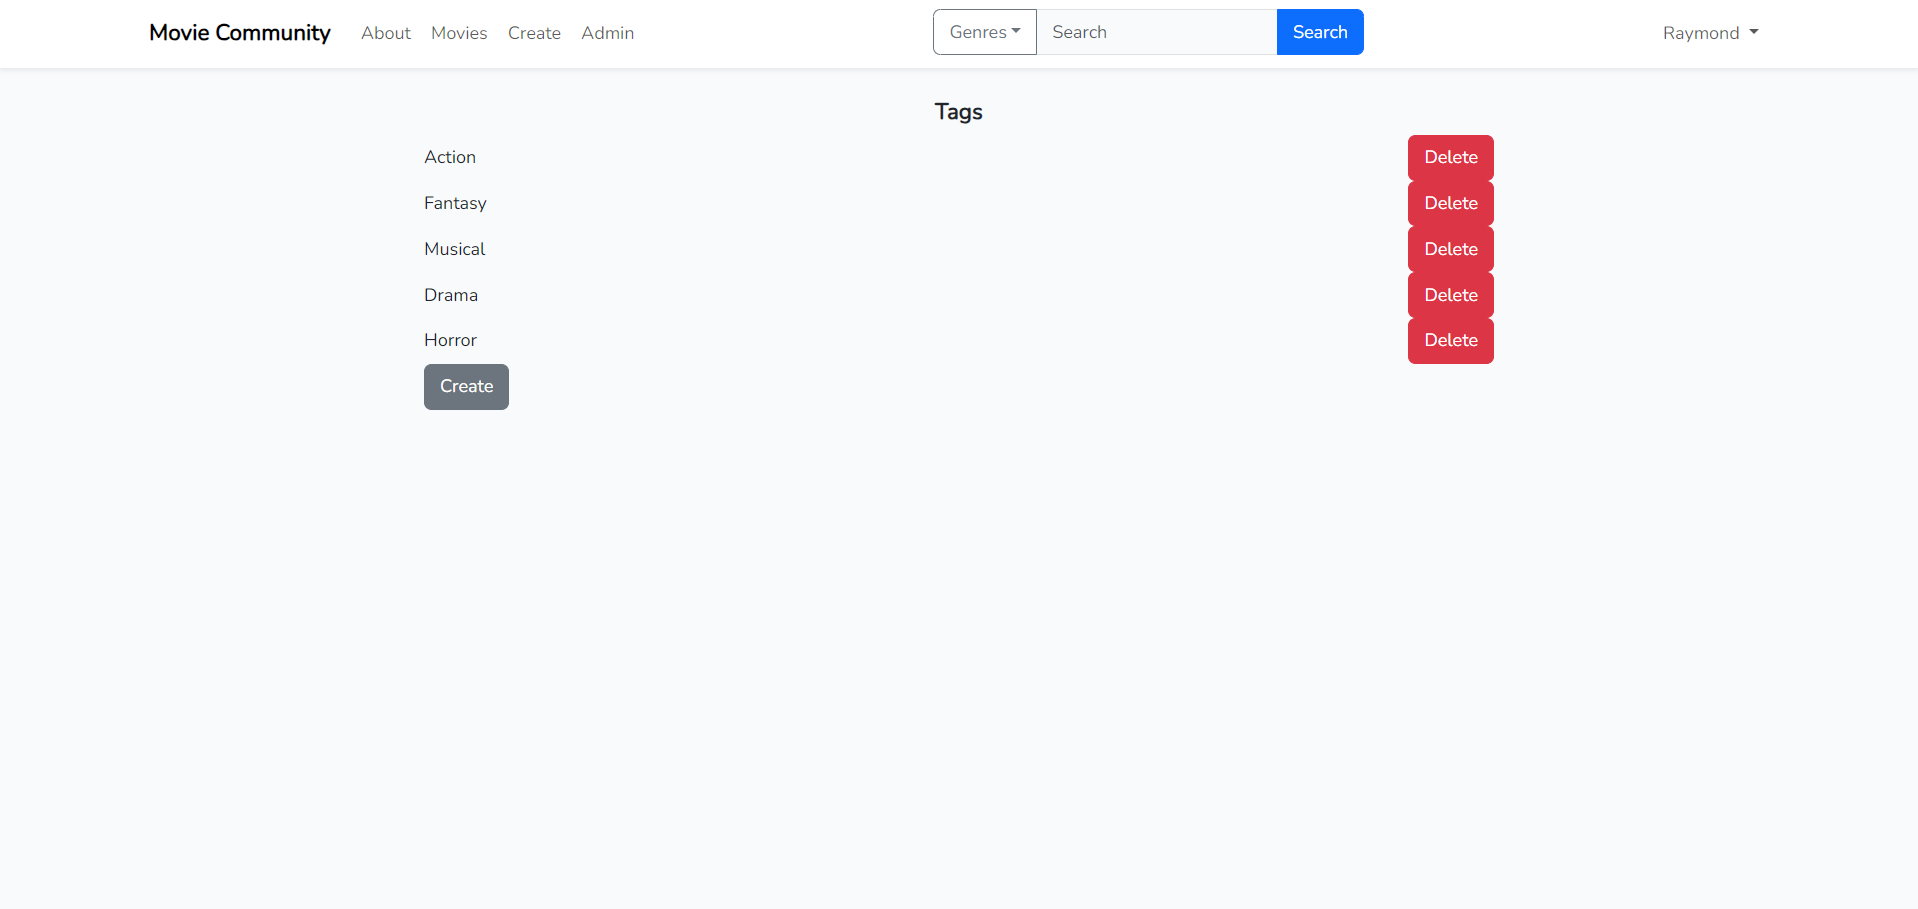 Movie Community About Movies Create Admin Genres Search Search Raymond
Tags
Action Delete
Fantasy Delete
Musical Delete
Drama Delete
Horror Delete
Create